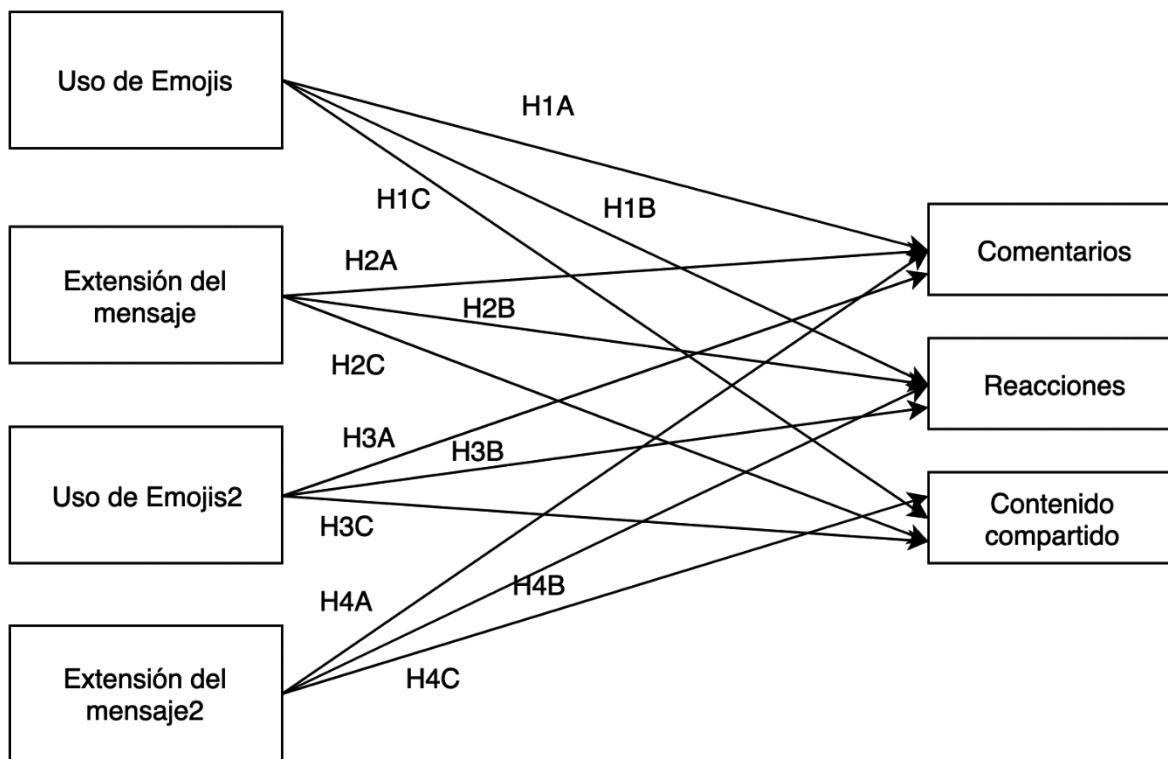 Uso de Emojis
H1A
H1C
H1B
Extensión del
mensaje
H2A
H2B
H2C
Comentarios
Reacciones
Uso de Emojis2
H3A
H3B
H3C
Contenido
compartido
H4A
H4B
H4C
Extensión del
mensaje2